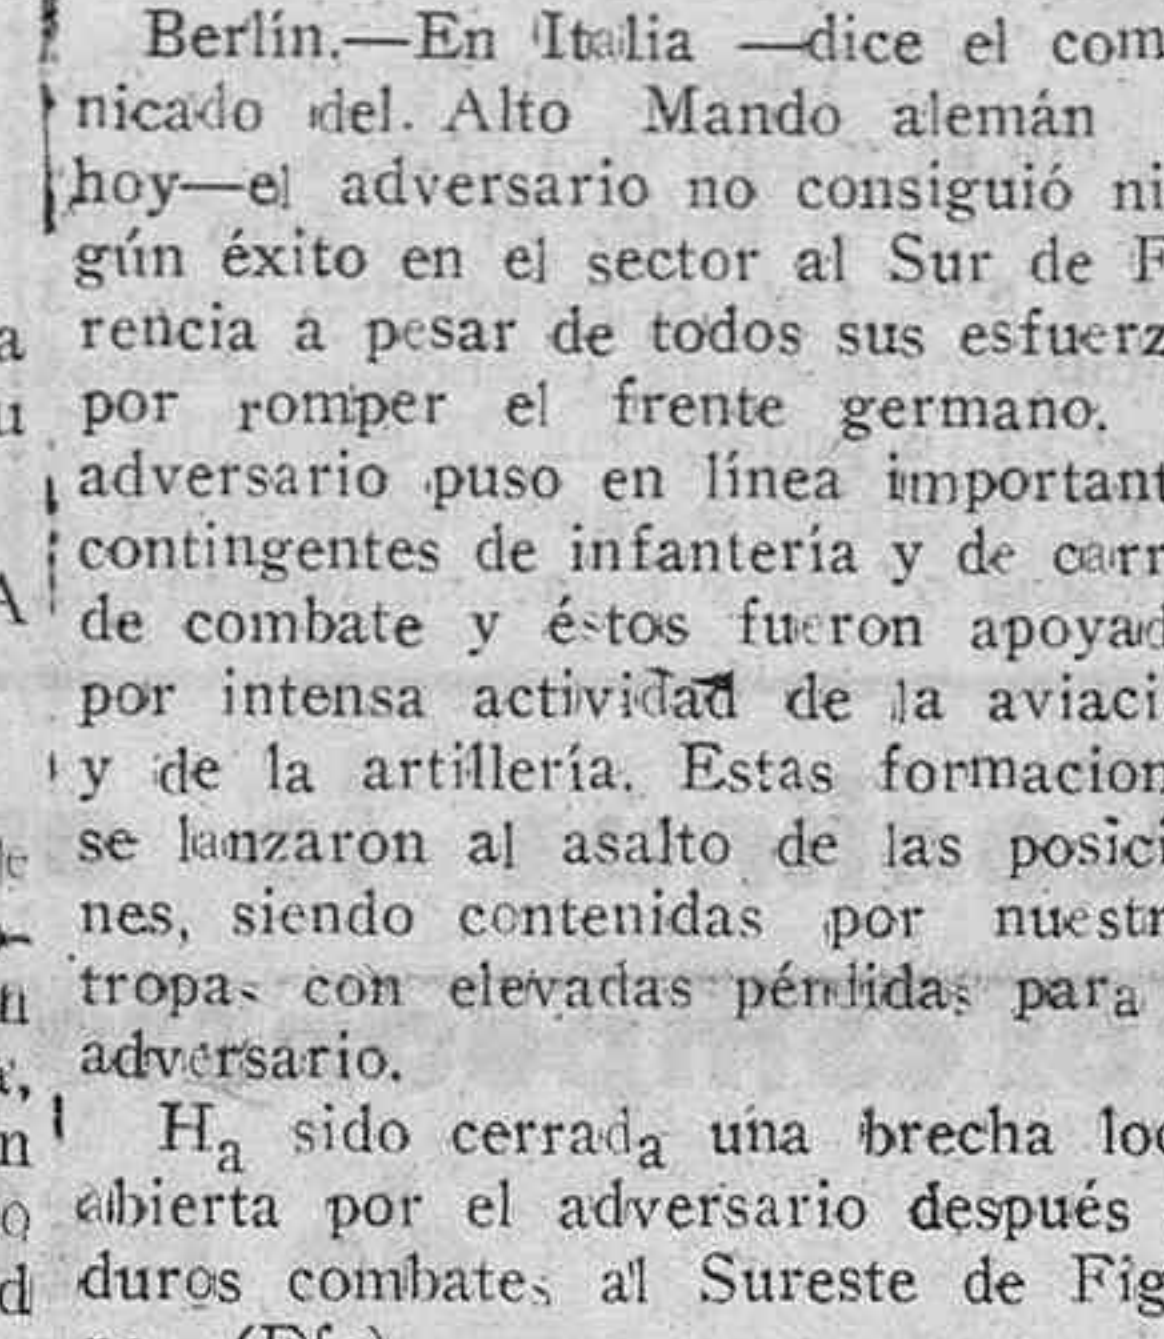 Berlín.—En Italia —dice el com
nicado del. Alto Mando alemán
hoy—el adversario no consiguió ni
gún éxito en el sector al Sur de F
rencia a pesar de todos sus esfuerz
por romper el frente germano.
adversario puso en línea important
contingentes de infantería y de carr
de combate y éstos fueron apoyad
por intensa actividad de la aviaci
y de la artillería. Estas formacion
se lanzaron al asalto de las posici
nes, siendo contenidas por nuestr
tropas con elevadas pérdidas para
adversario.
Ha sido cerrada una brecha loc
abierta por el adversario después
duros combates al Sureste de Fig